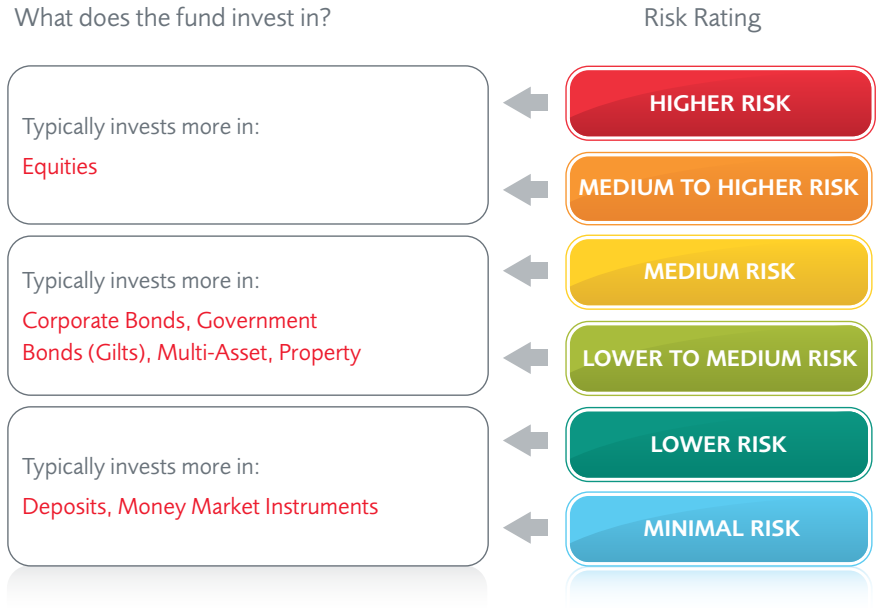 What does the fund invest in?
Risk Rating
Typically invests more in:
Equities
HIGHER RISK
MEDIUM TO HIGHER RISK
Typically invests more in:
Corporate Bonds, Government
Bonds (Gilts), Multi-Asset, Property
MEDIUM RISK
LOWER TO MEDIUM RISK
Typically invests more in:
Deposits, Money Market Instruments
LOWER RISK
MINIMAL RISK